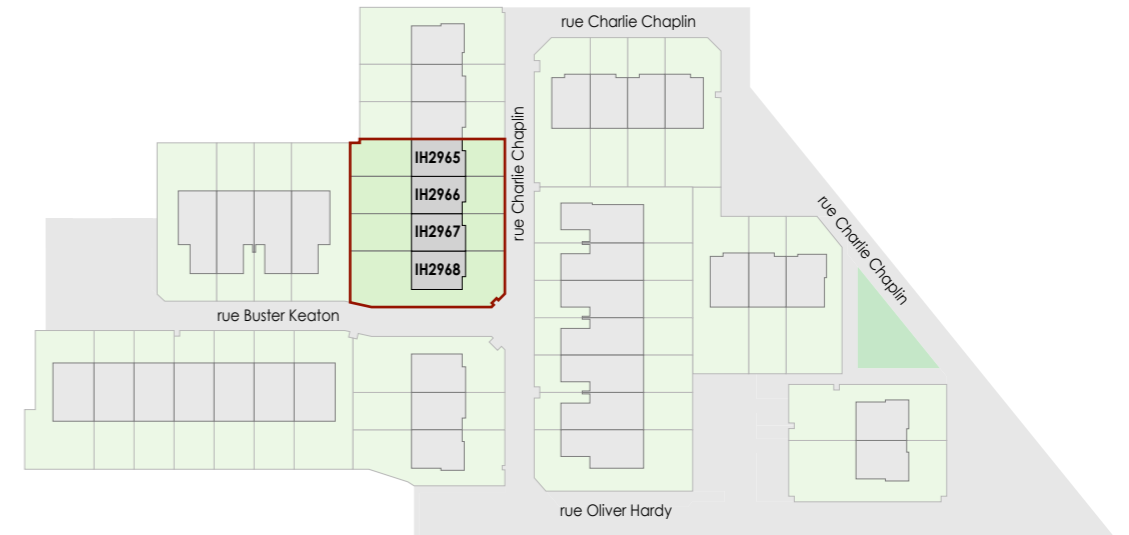 rue Charlie Chaplin
rue Charlie Chaplin
IH2965
IH2966
IH2967
IH2968
rue Charlie Chaplin
rue Buster Keaton
rue Oliver Hardy